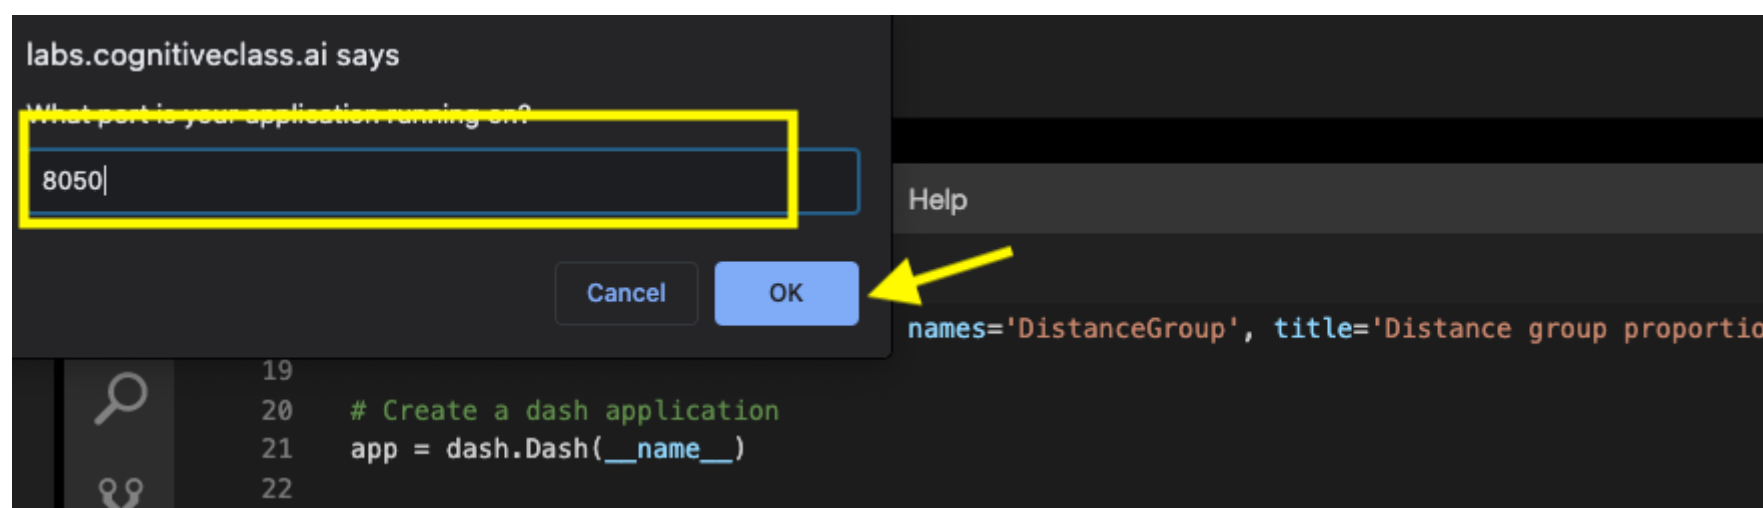 labs.cognitiveclass.ai says
What port is your application running on?
8050
Cancel OK
Help
names='DistanceGroup', title='Distance group proportio
19
20 # Create a dash application
21 app = dash.Dash(__name__)
22